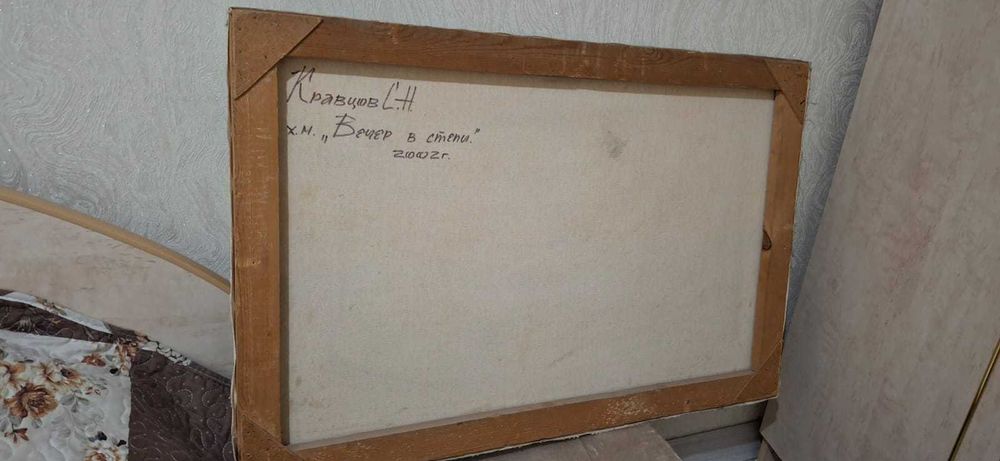 Кравцов С.Н.
х.м. „Вечер в степи."
2002г.